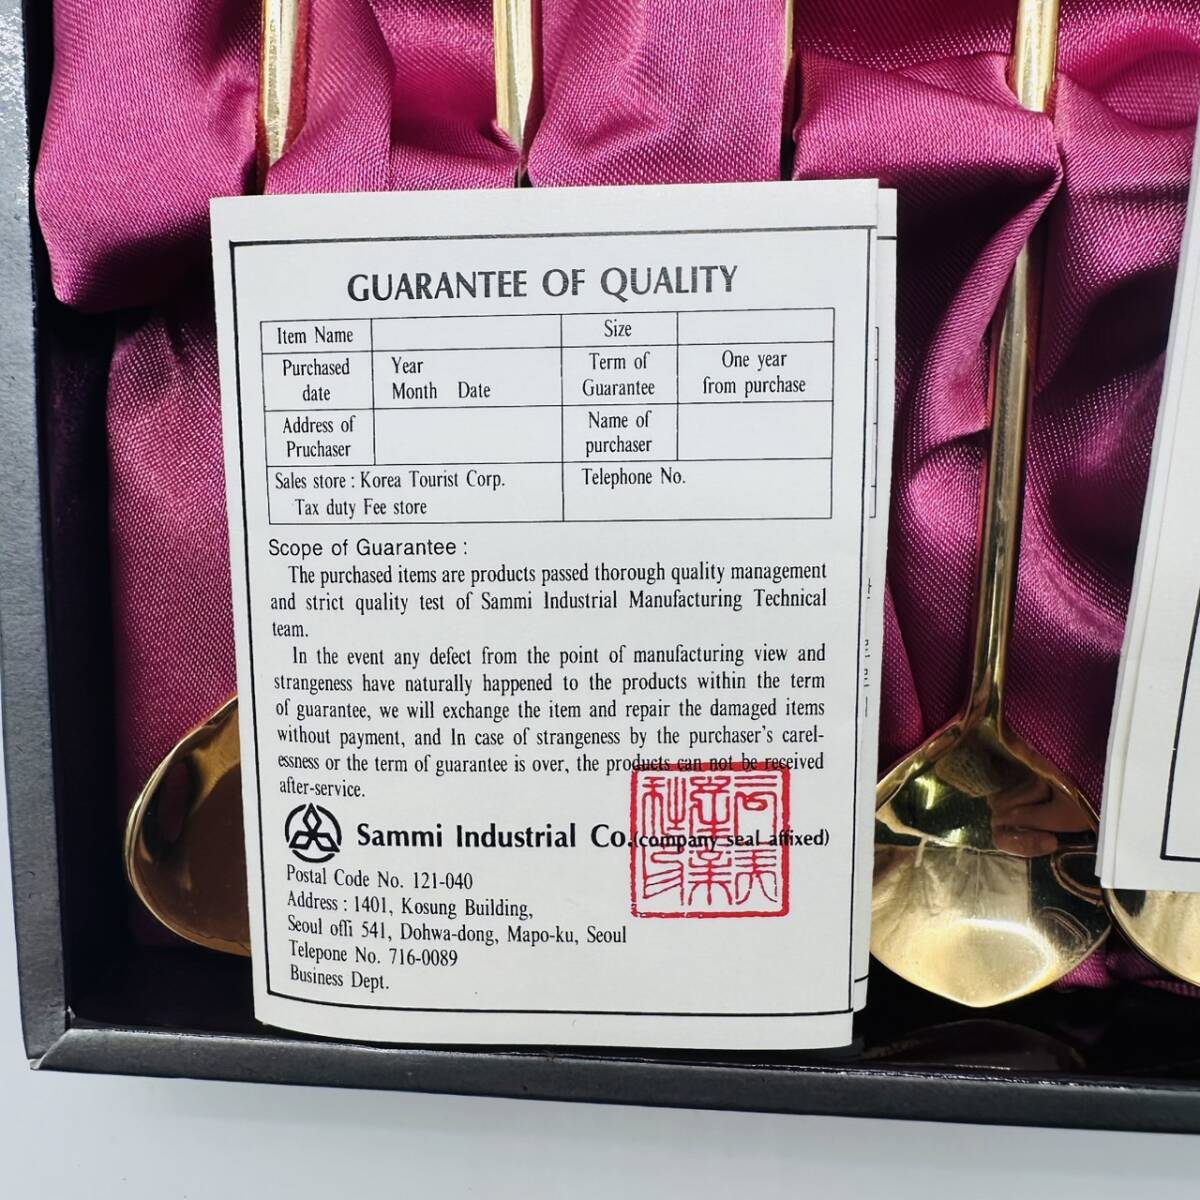 GUARANTEE OF QUALITY
Item Name
Size
Purchased date
Year
Month Date
Term of Guarantee
One year from purchase
Address of Pruchaser
Name of purchaser
Sales store : Korea Tourist Corp.
Tax duty Fee store
Telephone No.
Scope of Guarantee :
The purchased items are products passed thorough quality management
and strict quality test of Sammi Industrial Manufacturing Technical
team.
In the event any defect from the point of manufacturing view and
strangeness have naturally happened to the products within the term
of guarantee, we will exchange the item and repair the damaged items
without payment, and In case of strangeness by the purchaser's carel-
essness or the term of guarantee is over, the products can not be received
after-service.
Sammi Industrial Co.(company seal affixed)
Postal Code No. 121-040
Address : 1401, Kosung Building,
Seoul offi 541, Dohwa-dong, Mapo-ku, Seoul
Telepone No. 716-0089
Business Dept.